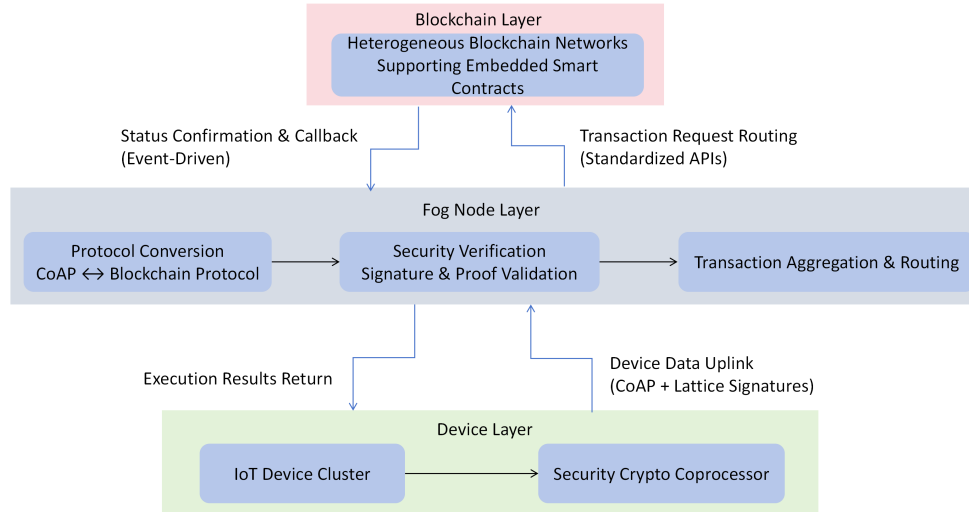 Blockchain Layer
Heterogeneous Blockchain Networks
Supporting Embedded Smart
Contracts
Status Confirmation & Callback
(Event-Driven)
Transaction Request Routing
(Standardized APIs)
Fog Node Layer
Protocol Conversion
CoAP ↔ Blockchain Protocol
Security Verification
Signature & Proof Validation
Transaction Aggregation & Routing
Execution Results Return
Device Data Uplink
(CoAP + Lattice Signatures)
Device Layer
IoT Device Cluster
Security Crypto Coprocessor